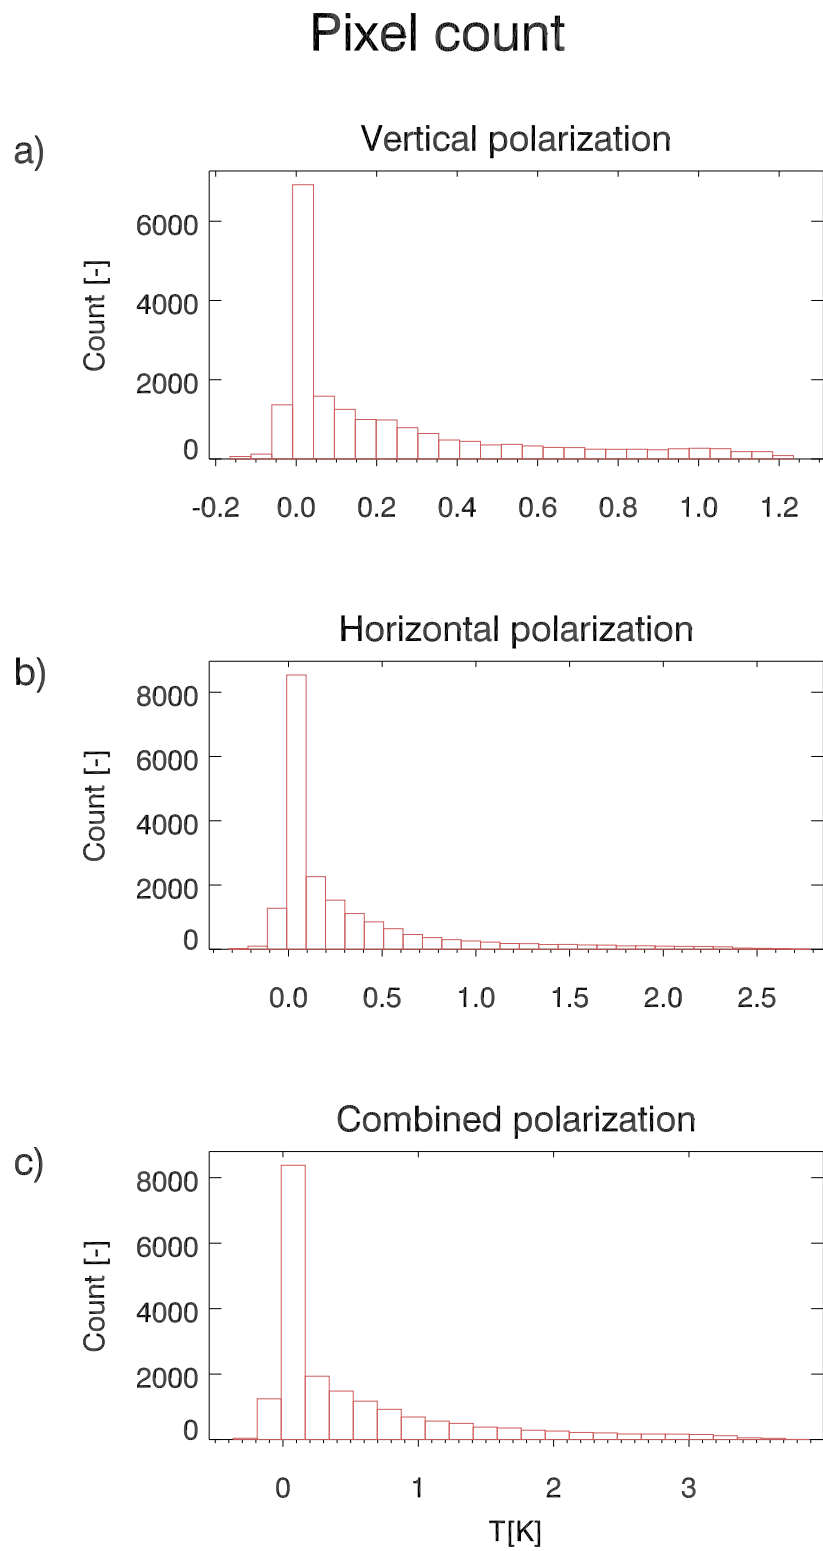 Pixel count
a)
Vertical polarization
Count [-]
6000
4000
2000
0
-0.2 0.0 0.2 0.4 0.6 0.8 1.0 1.2
b)
Horizontal polarization
Count [-]
8000
6000
4000
2000
0
0.0 0.5 1.0 1.5 2.0 2.5
c)
Combined polarization
Count [-]
8000
6000
4000
2000
0
0 1 2 3
T[K]